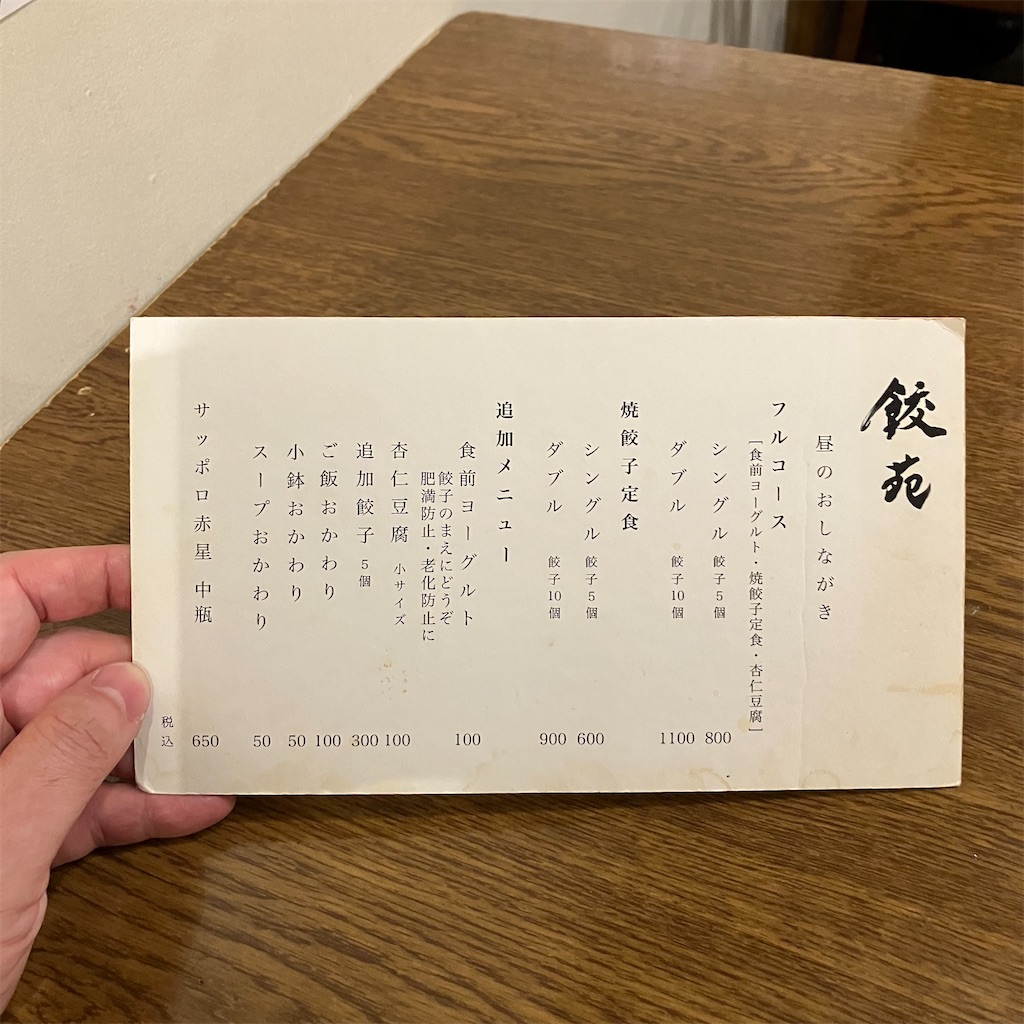 餃苑
昼のおしながき
フルコース
[食前ヨーグルト・焼餃子定食・杏仁豆腐]
シングル 餃子5個 800
ダブル 餃子10個 1100
焼餃子定食
シングル 餃子5個 600
ダブル 餃子10個 900
追加メニュー
食前ヨーグルト 100
餃子のまえにどうぞ
肥満防止・老化防止に
杏仁豆腐 小サイズ 100
追加餃子 5個 300
ご飯おかわり 100
小鉢おかわり 50
スープおかわり 50
サッポロ赤星 中瓶 650
税込